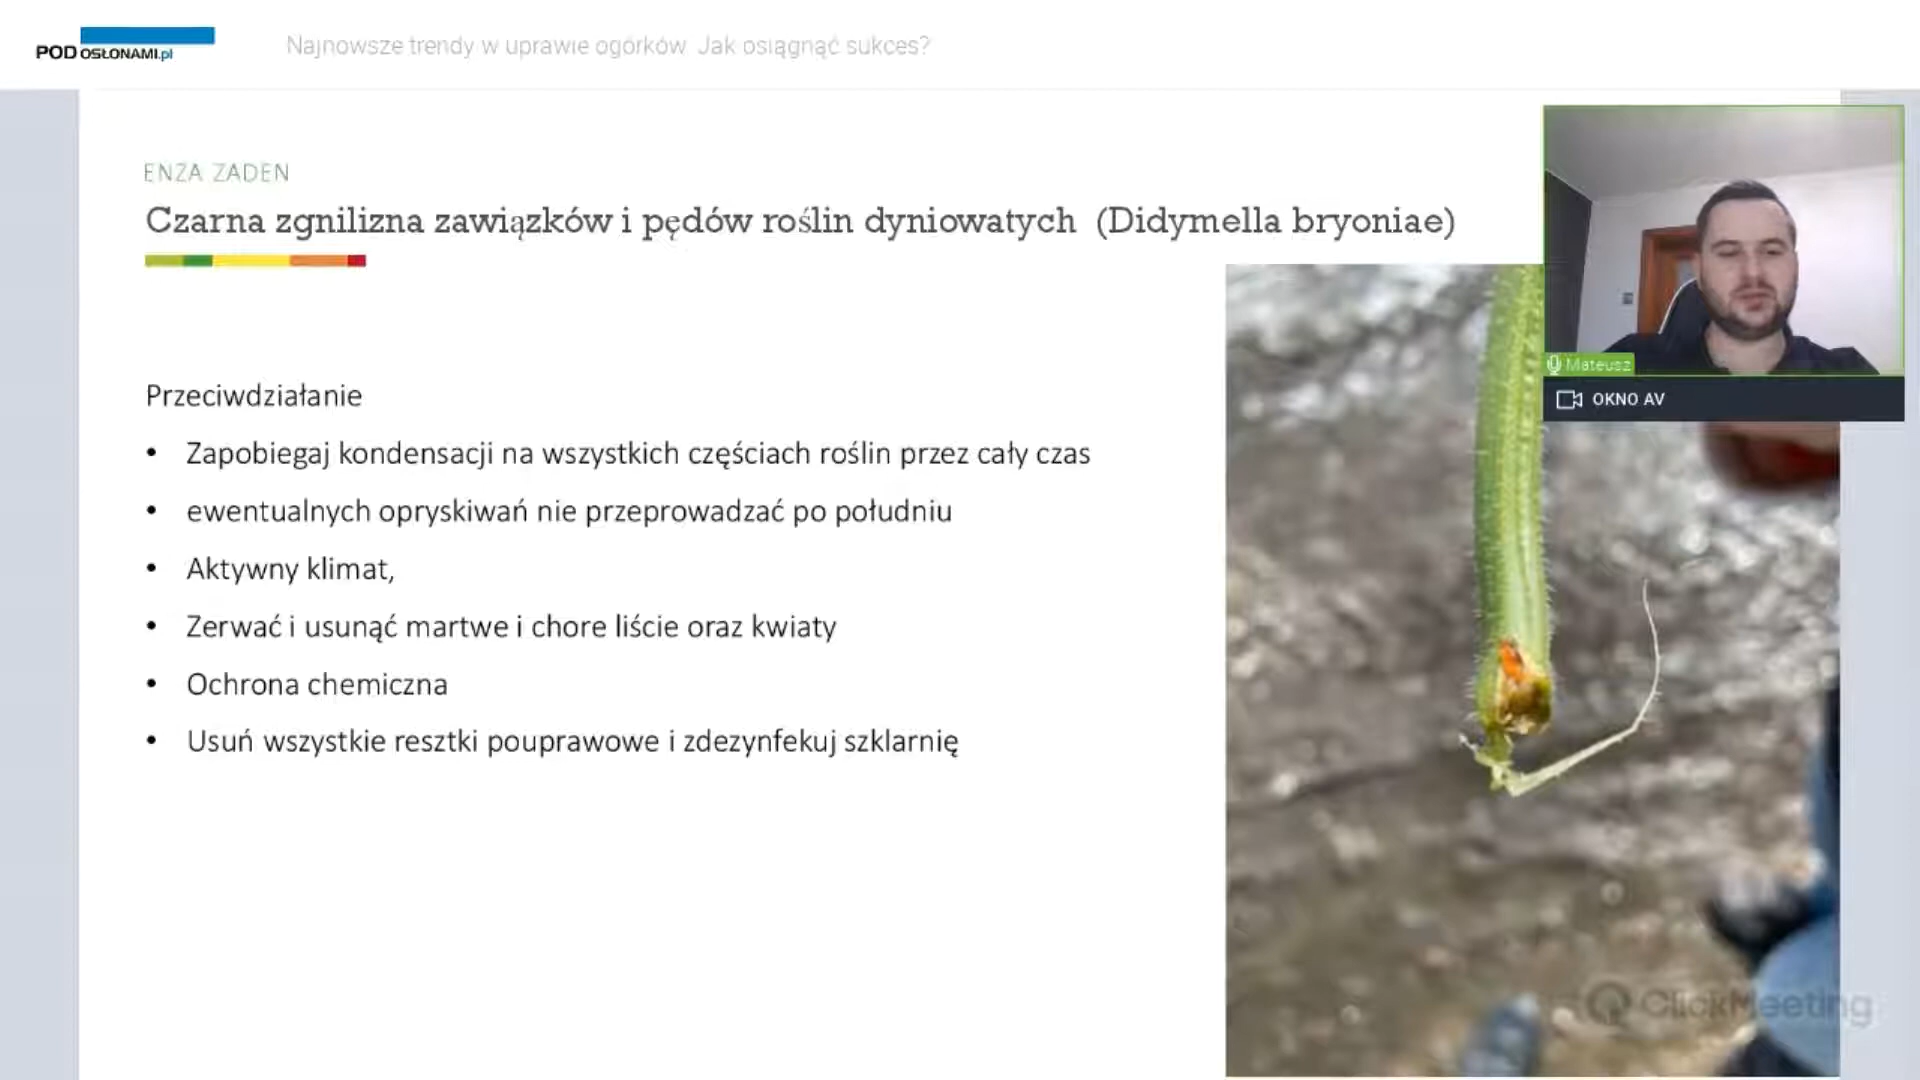 POD OSŁONAMI.pl
Najnowsze trendy w uprawie ogórków. Jak osiągnąć sukces?
ENZA ZADEN
Czarna zgnilizna zawiązków i pędów roślin dyniowatych (Didymella bryoniae)
Mateusz
OKNO AV
Przeciwdziałanie
• Zapobiegaj kondensacji na wszystkich częściach roślin przez cały czas
• ewentualnych opryskiwań nie przeprowadzać po południu
• Aktywny klimat,
• Zerwać i usunąć martwe i chore liście oraz kwiaty
• Ochrona chemiczna
• Usuń wszystkie resztki pouprawowe i zdezynfekuj szklarnię
ClickMeeting